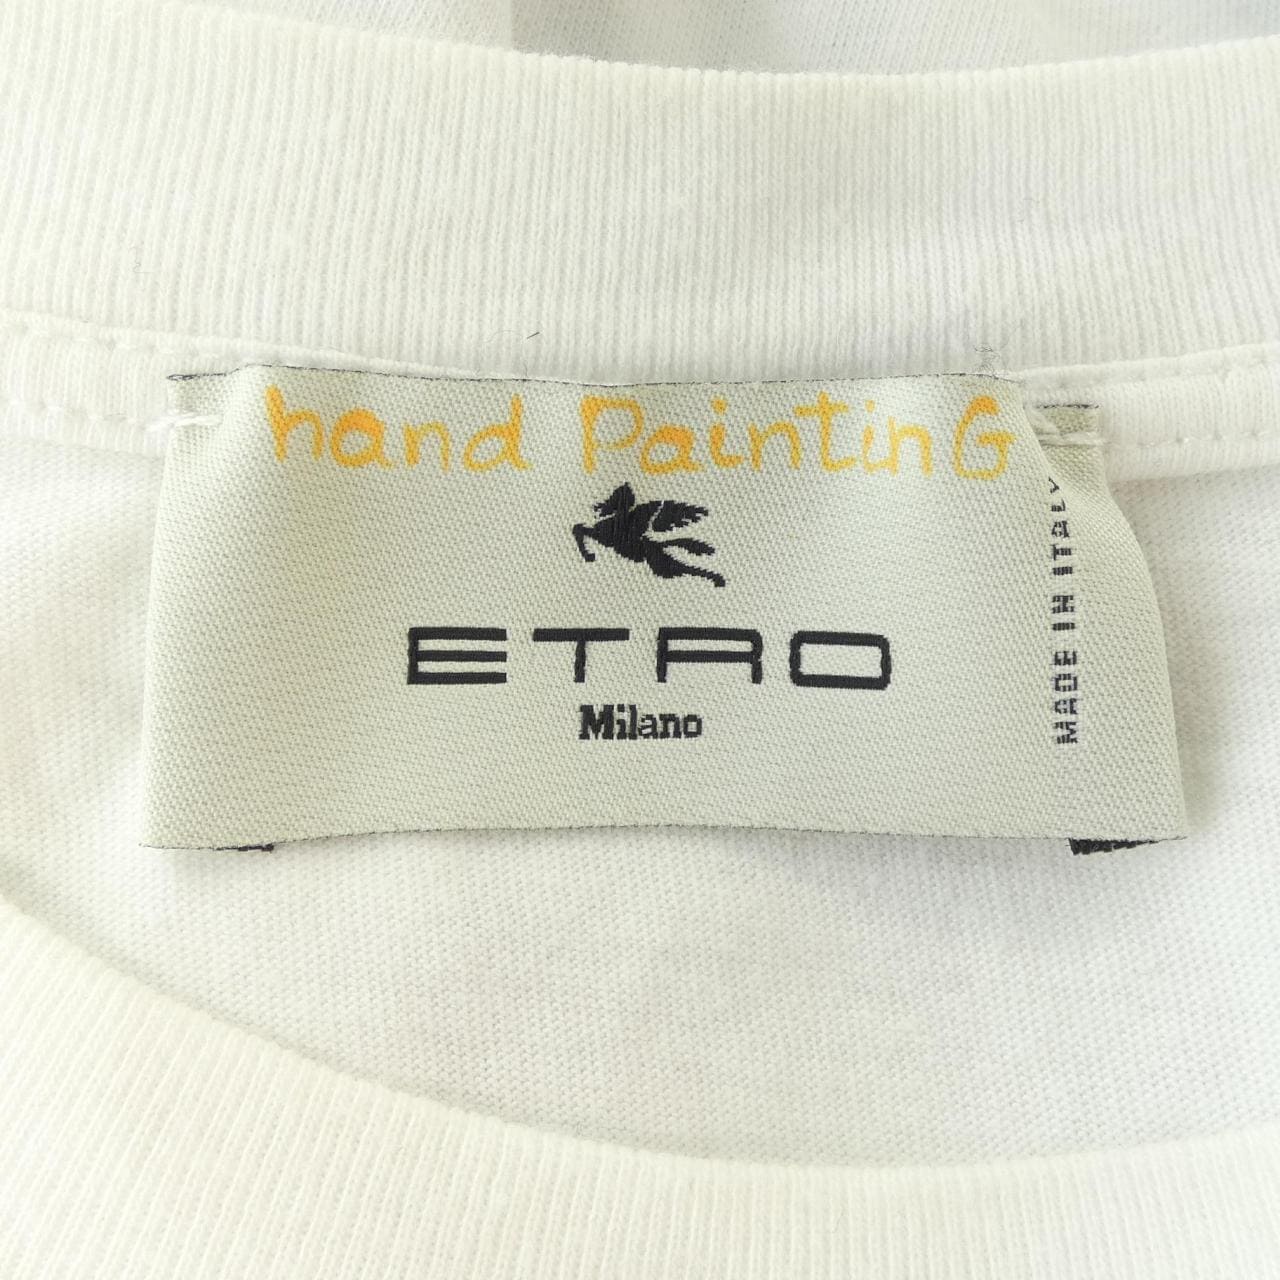 hand PaintinG
ETRO
Milano
MADE IN ITALY